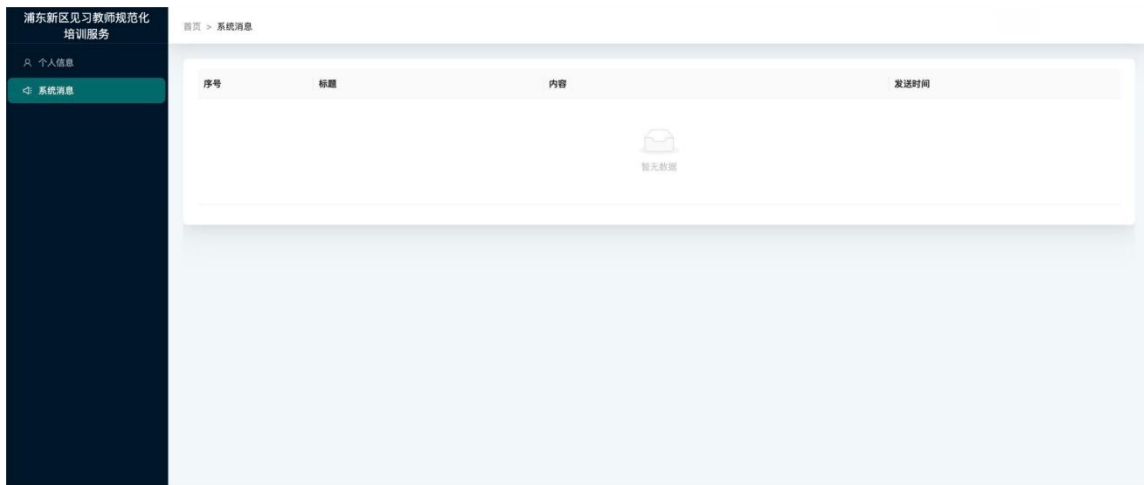 浦东新区见习教师规范化
培训服务
首页 > 系统消息
个人信息
系统消息
序号 标题 内容 发送时间
暂无数据